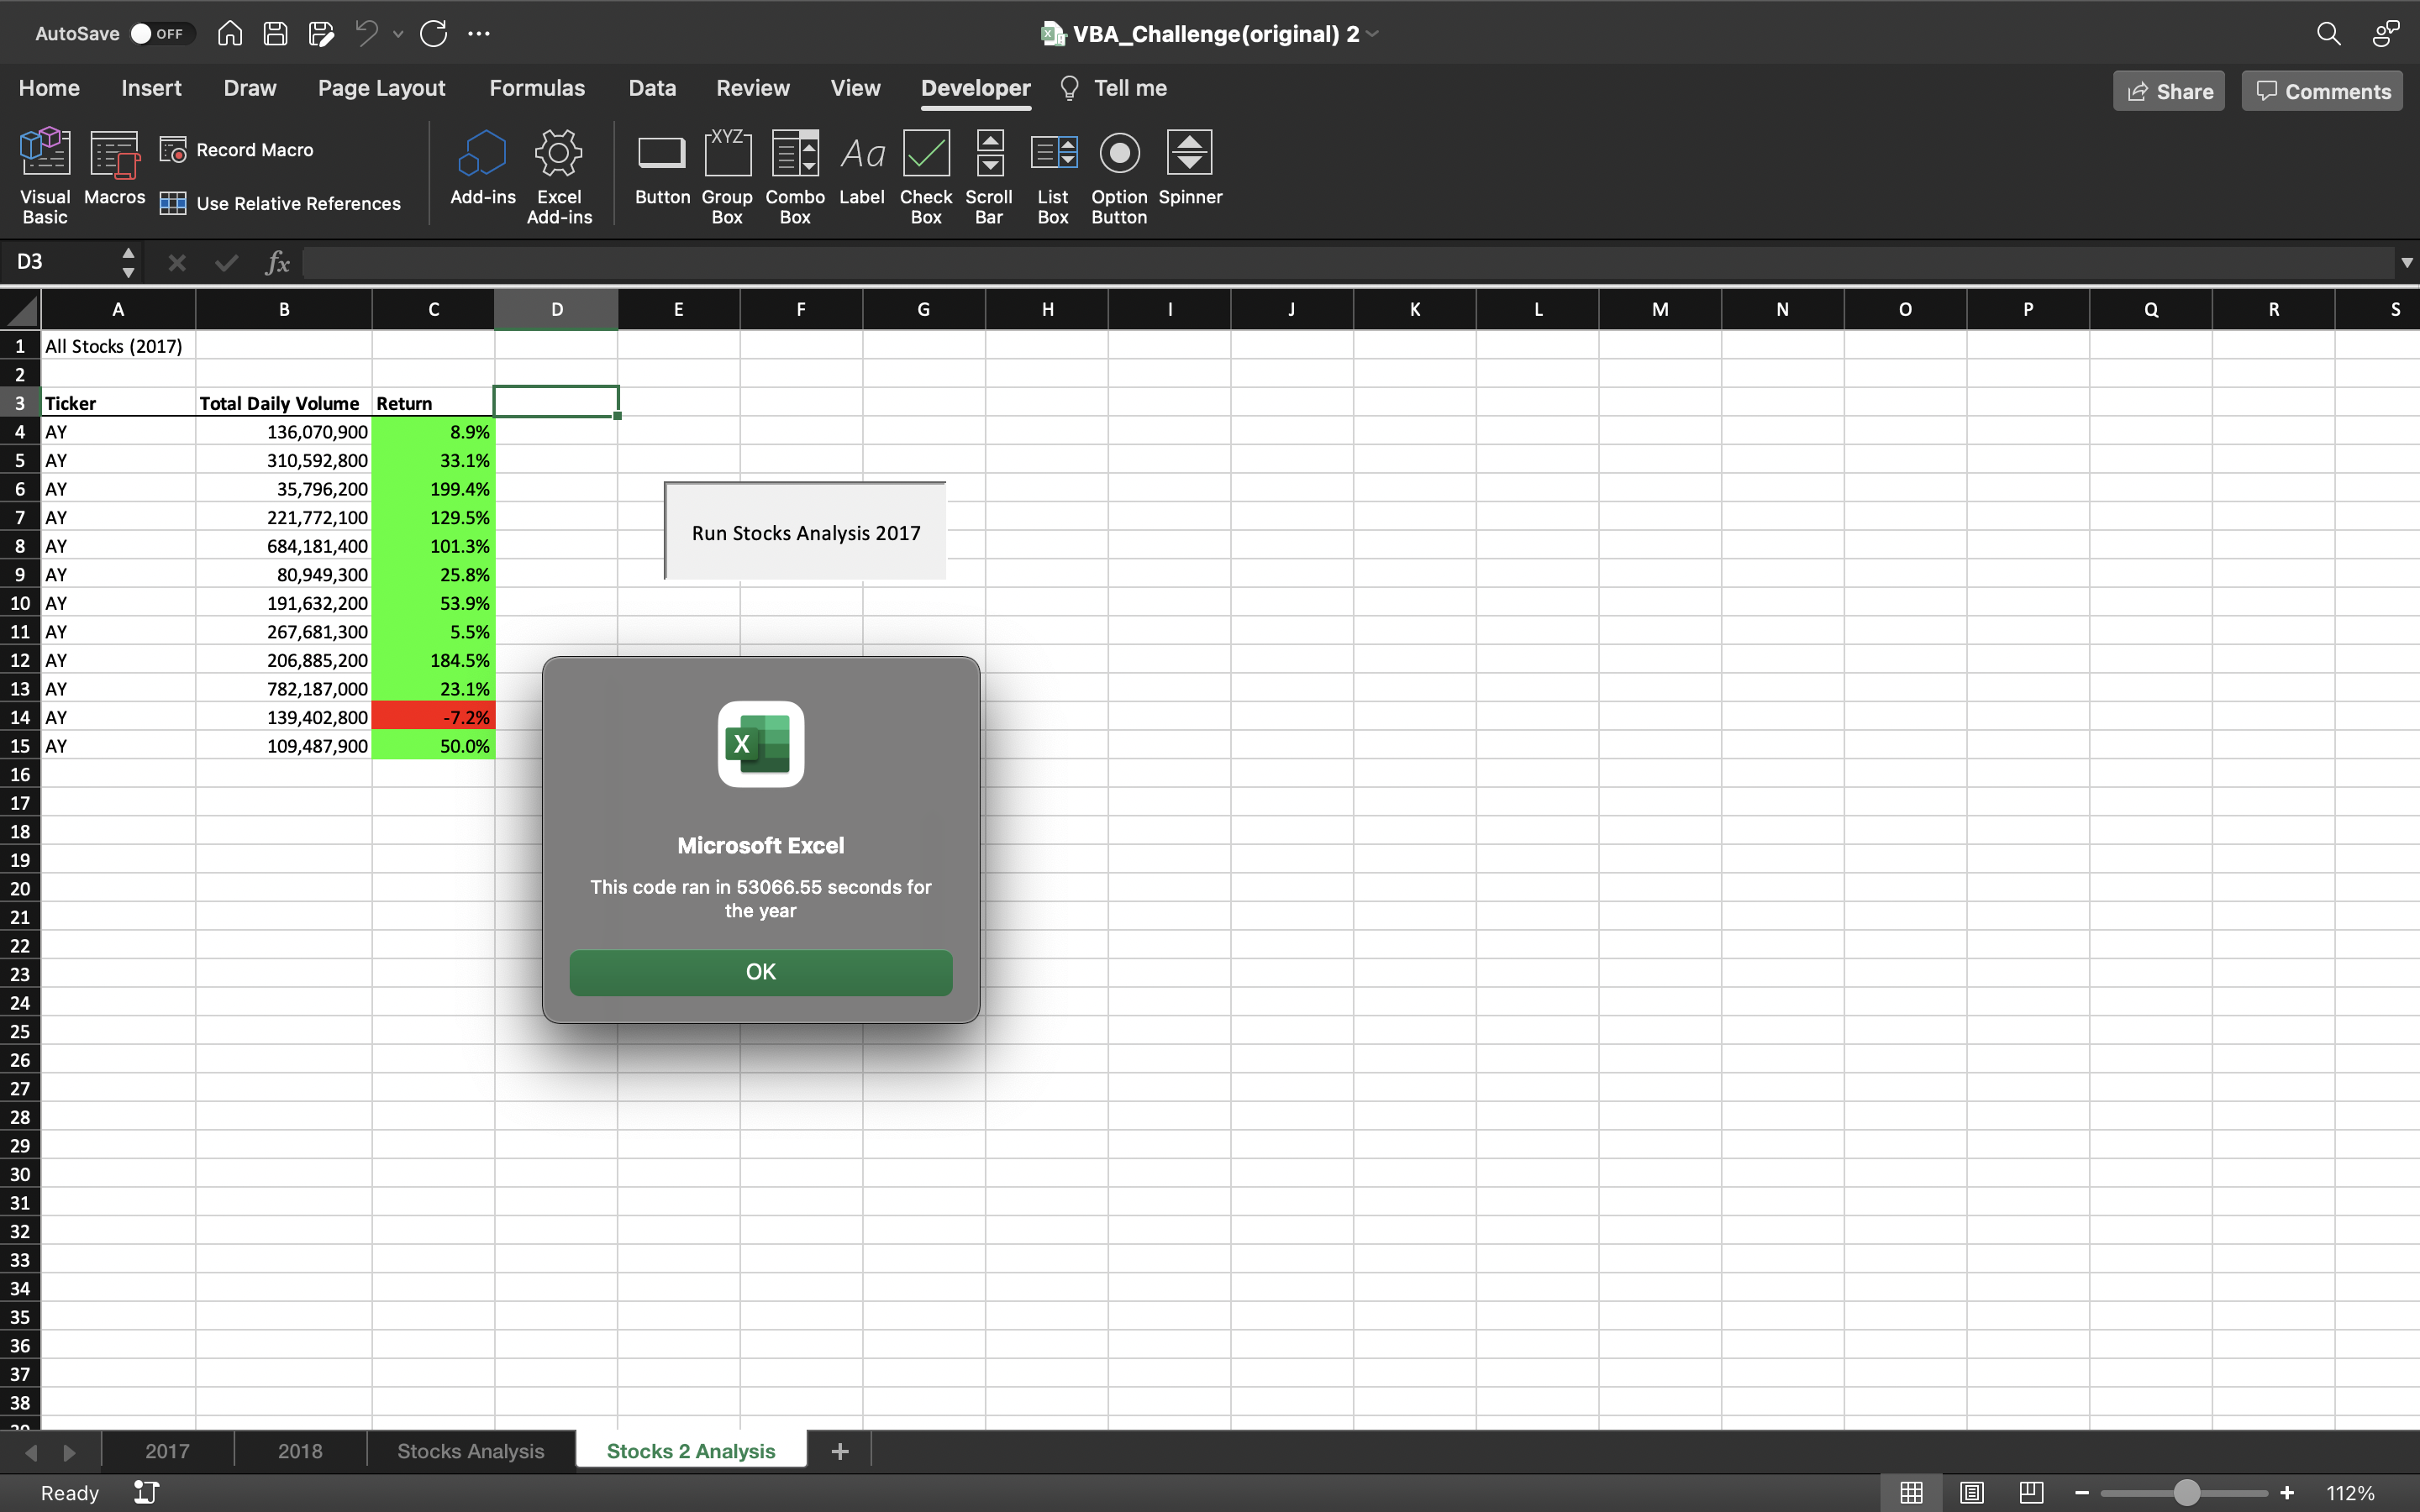 AutoSave OFF VBA_Challenge(original) 2
Home Insert Draw Page Layout Formulas Data Review View Developer Tell me Share Comments
Visual Basic
Macros
Record Macro
Use Relative References
Add-ins
Excel Add-ins
Button
XYZ
Group Box
Combo Box
Aa
Label
Check Box
Scroll Bar
List Box
Option Button
Spinner
D3 fx
A B C D E F G H I J K L M N O P Q R S
1 All Stocks (2017)
2
3 Ticker Total Daily Volume Return
4 AY 136,070,900 8.9%
5 AY 310,592,800 33.1%
6 AY 35,796,200 199.4%
7 AY 221,772,100 129.5%
8 AY 684,181,400 101.3%
9 AY 80,949,300 25.8%
10 AY 191,632,200 53.9%
11 AY 267,681,300 5.5%
12 AY 206,885,200 184.5%
13 AY 782,187,000 23.1%
14 AY 139,402,800 -7.2%
15 AY 109,487,900 50.0%
Run Stocks Analysis 2017
X
Microsoft Excel
This code ran in 53066.55 seconds for
the year
OK
16
17
18
19
20
21
22
23
24
25
26
27
28
29
30
31
32
33
34
35
36
37
38
2017 2018 Stocks Analysis Stocks 2 Analysis +
Ready 112%